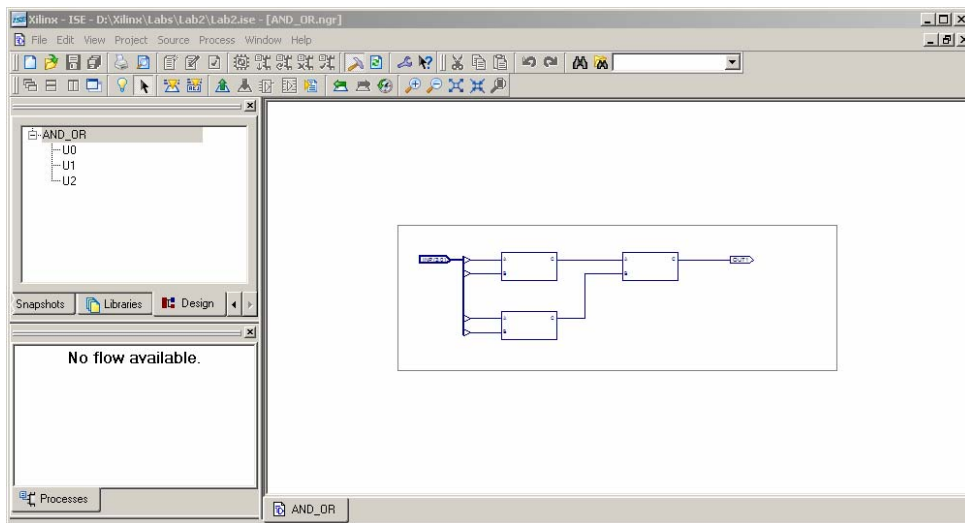 Xilinx - ISE - D:\Xilinx\Labs\Lab2\Lab2.ise - [AND_OR.ngr]
File Edit View Project Source Process Window Help
AND_OR
U0
U1
U2
Snapshots Libraries Design
No flow available.
Processes
A C
B
A C
B
OUT1
A C
B
AND_OR